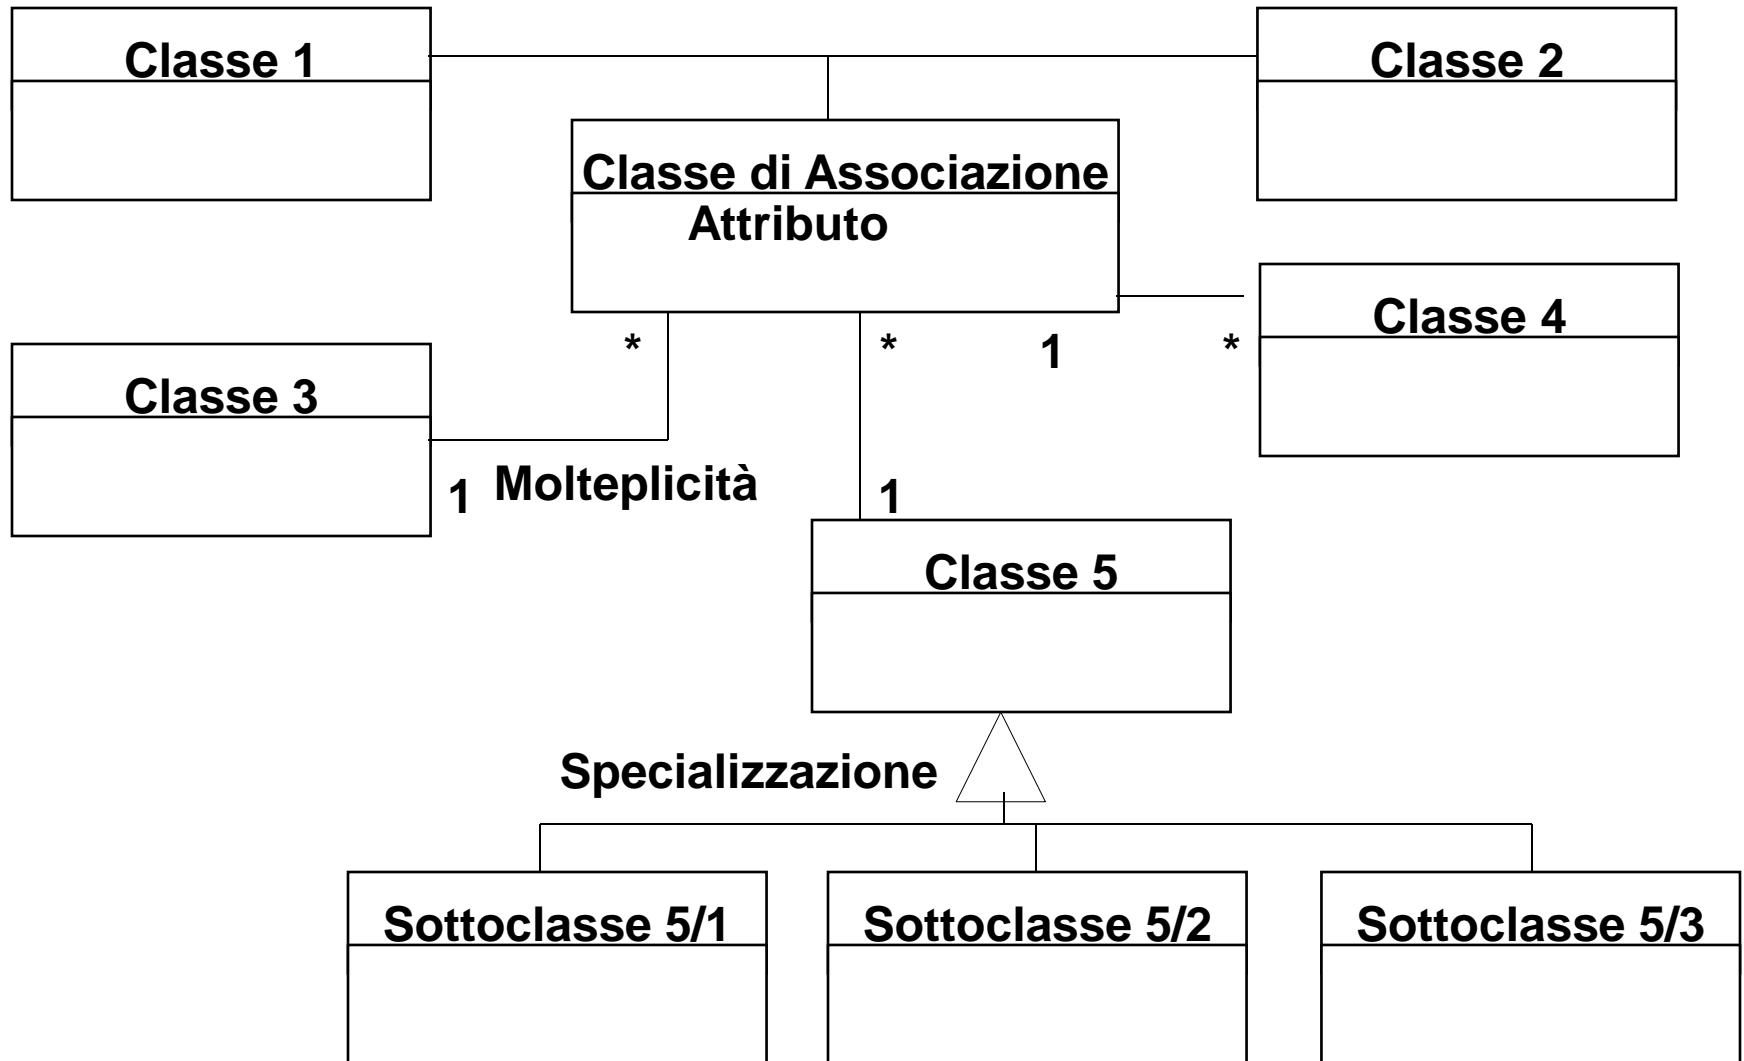 Classe 1
Classe 2
Classe di Associazione
Attributo
Classe 4
*
*
1
*
Classe 3
1
Molteplicità
1
Classe 5
Specializzazione
Sottoclasse 5/1
Sottoclasse 5/2
Sottoclasse 5/3